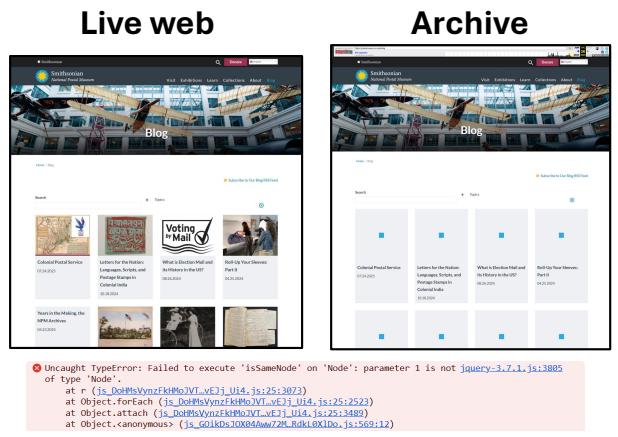 Live web
Archive
Smithsonian
Donate
Smithsonian
National Postal Museum
Visit Exhibitions Learn Collections About Blog
Blog
Home / Blog
Subscribe to Our Blog RSS Feed
Search
Topics
Colonial Postal Service
07.24.2025
Letters for the Nation:
Languages, Scripts, and
Postage Stamps in
Colonial India
10.18.2024
Voting
by Mail
What is Election Mail and
its History in the US?
08.26.2024
Roll-Up Your Sleeves:
Part II
04.25.2024
Years in the Making, the
NPM Archives
Smithsonian
Donate
Smithsonian
National Postal Museum
Visit Exhibitions Learn Collections About Blog
Blog
Home / Blog
Subscribe to Our Blog RSS Feed
Search
Topics
Colonial Postal Service
07.24.2025
Letters for the Nation:
Languages, Scripts, and
Postage Stamps in
Colonial India
10.18.2024
What is Election Mail and
its History in the US?
08.26.2024
Roll-Up Your Sleeves:
Part II
04.25.2024
Uncaught TypeError: Failed to execute 'isSameNode' on 'Node': parameter 1 is not jquery-3.7.1.js:3805
of type 'Node'.
at r (js_DoHMsVynzFkHMoJVT…vEJj_Ui4.js:25:3073)
at Object.forEach (js_DoHMsVynzFkHMoJVT…vEJj_Ui4.js:25:2523)
at Object.attach (js_DoHMsVynzFkHMoJVT…vEJj_Ui4.js:25:3489)
at Object.<anonymous> (js_GOikDsJOX04Aww72M…RdkL0XlDo.js:569:12)